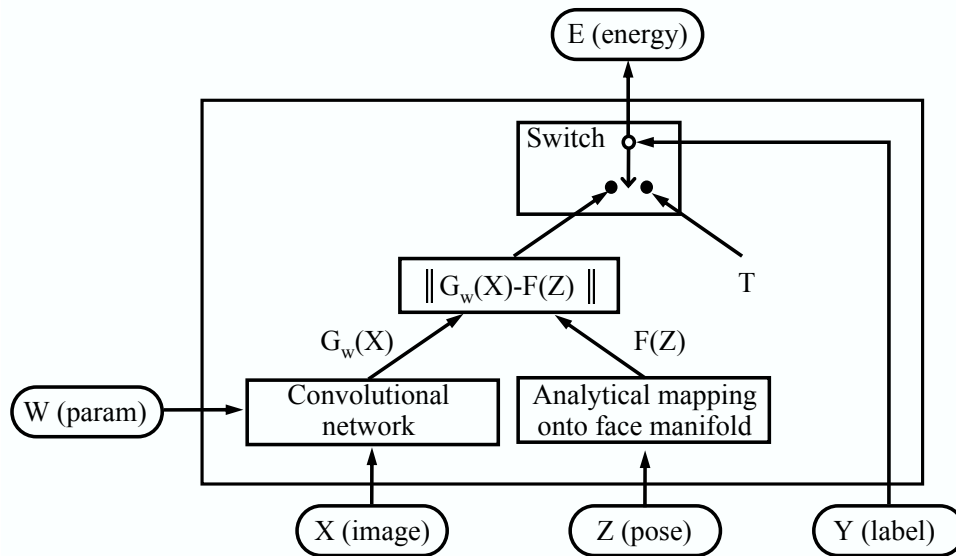 E (energy)
Switch
T
‖ G_w(X)-F(Z) ‖
G_w(X)
F(Z)
W (param)
Convolutional
network
Analytical mapping
onto face manifold
X (image)
Z (pose)
Y (label)